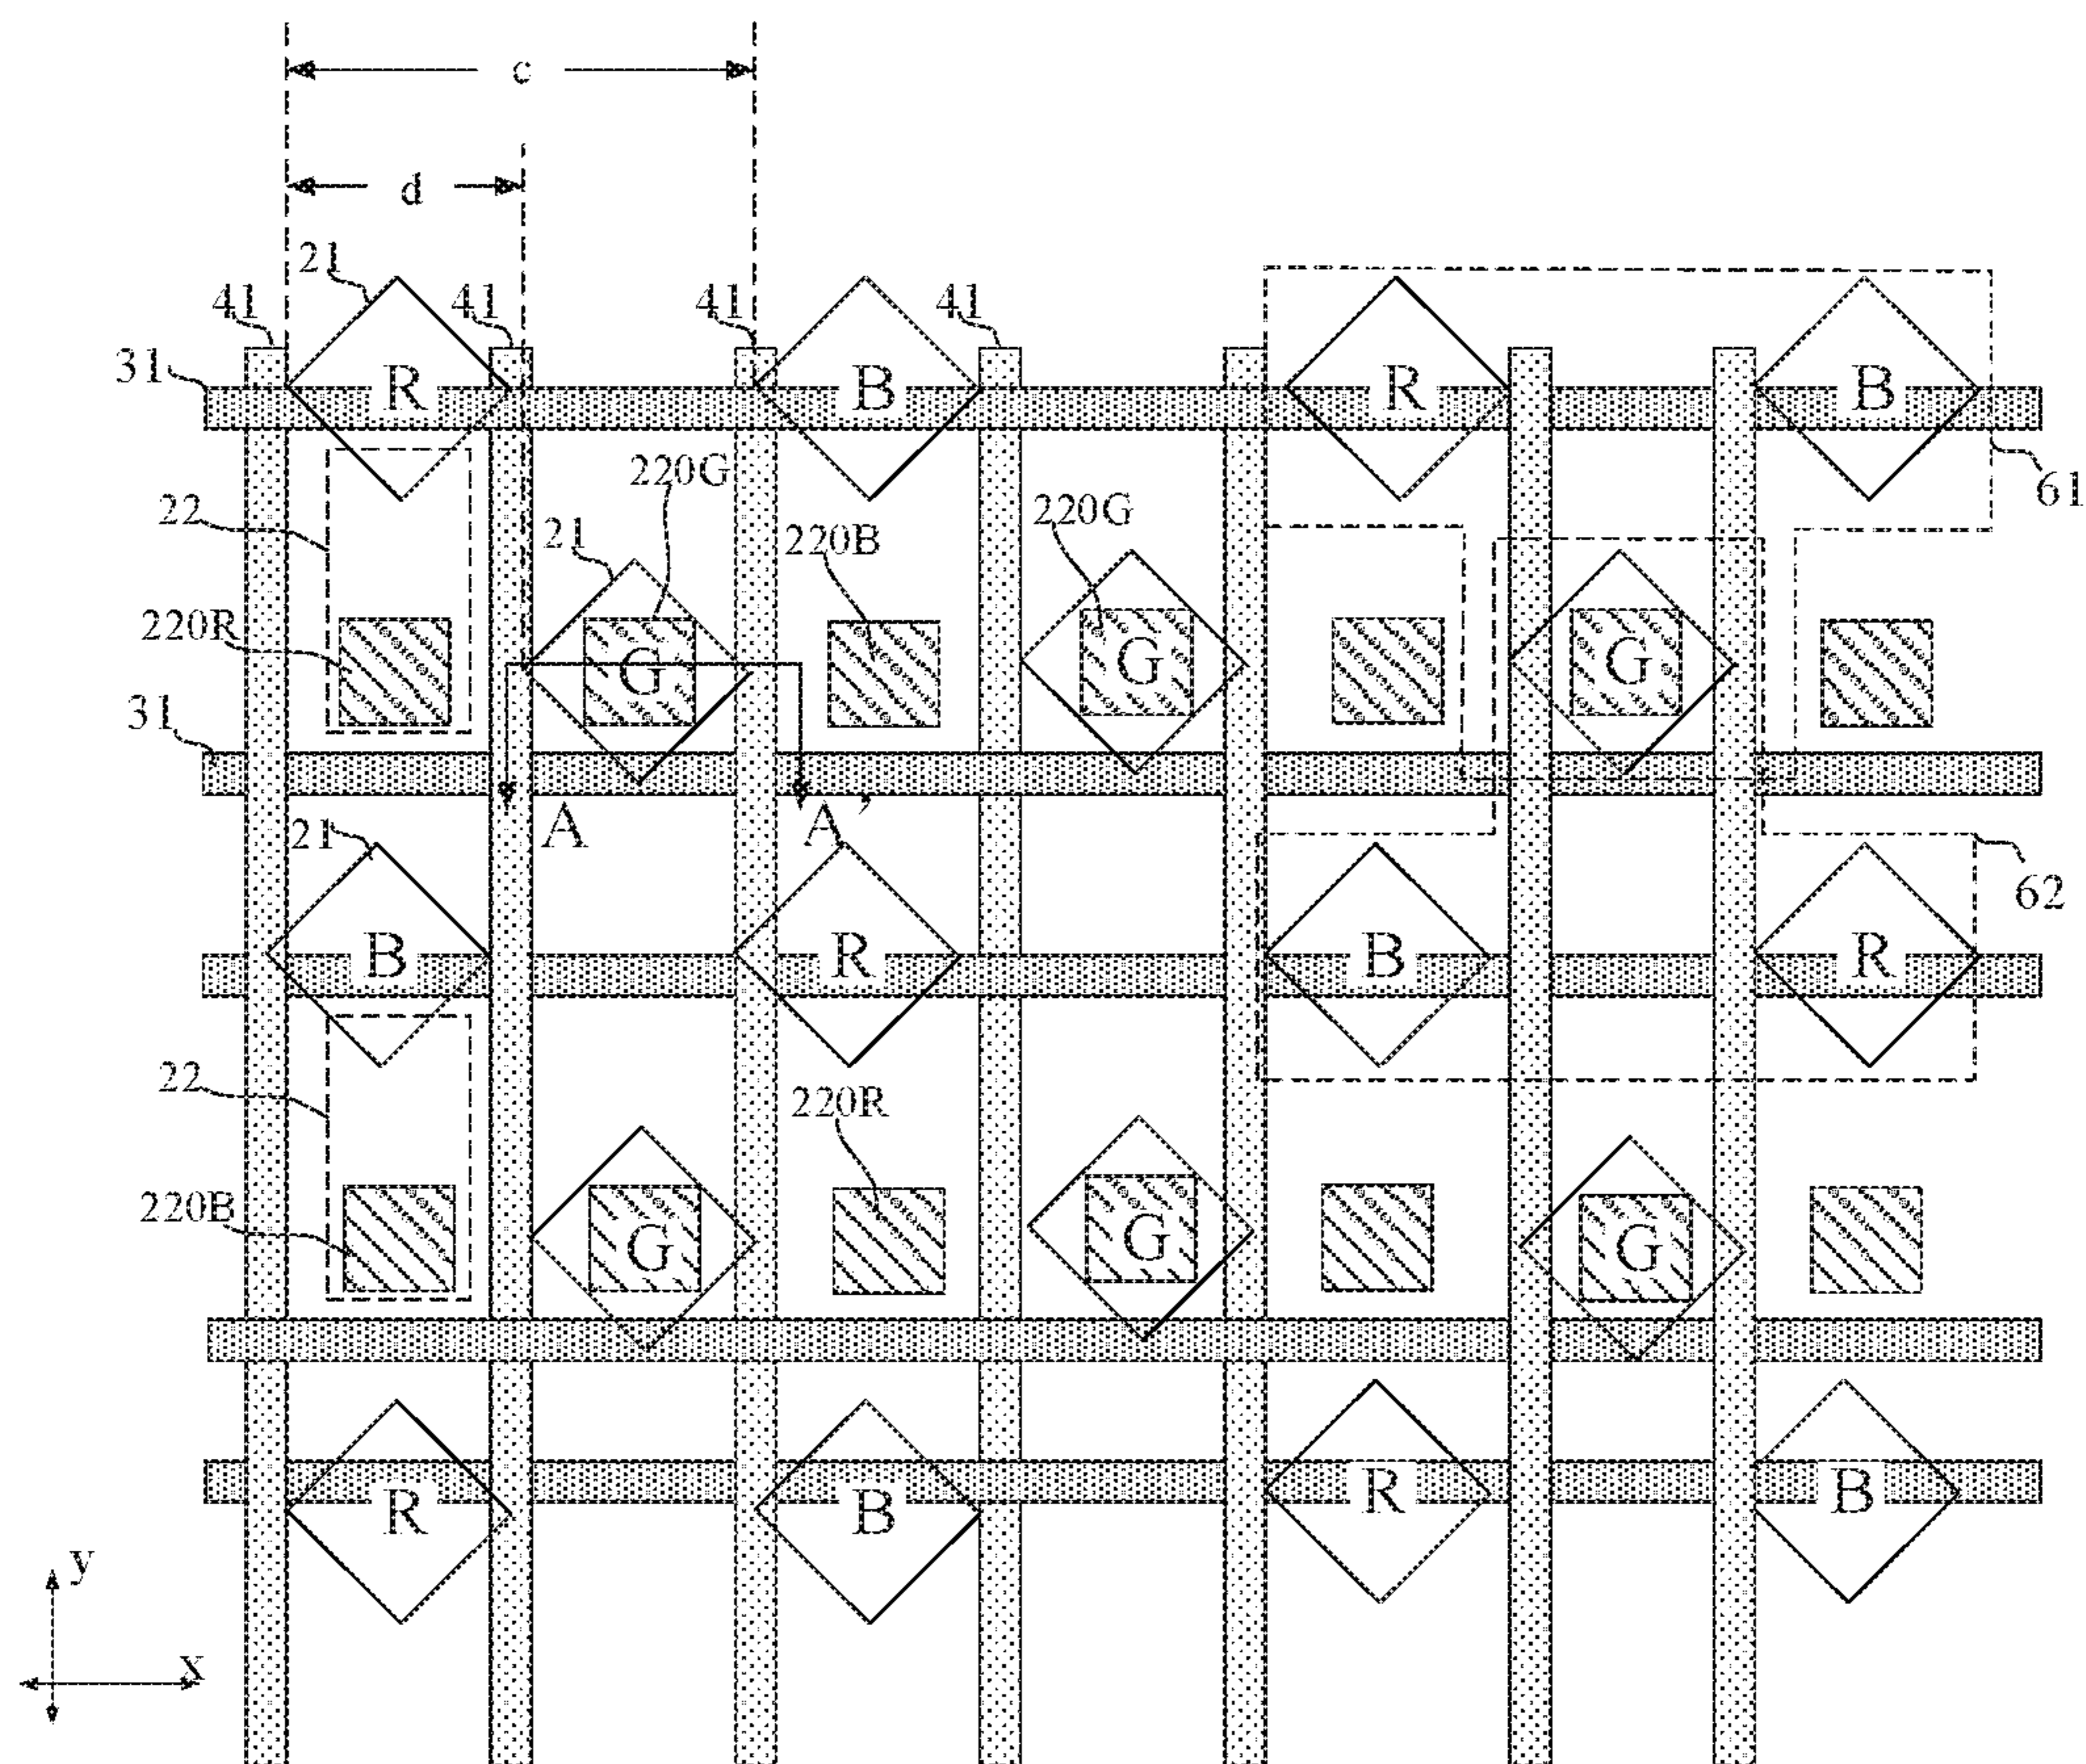 c
d
21
41 41 41 41
31 R B R B
61
220G
22 21 220B 220G
220R G G G
31
A A'
21
B R B R
62
22 220R
220B G G G
R B R B
y
x